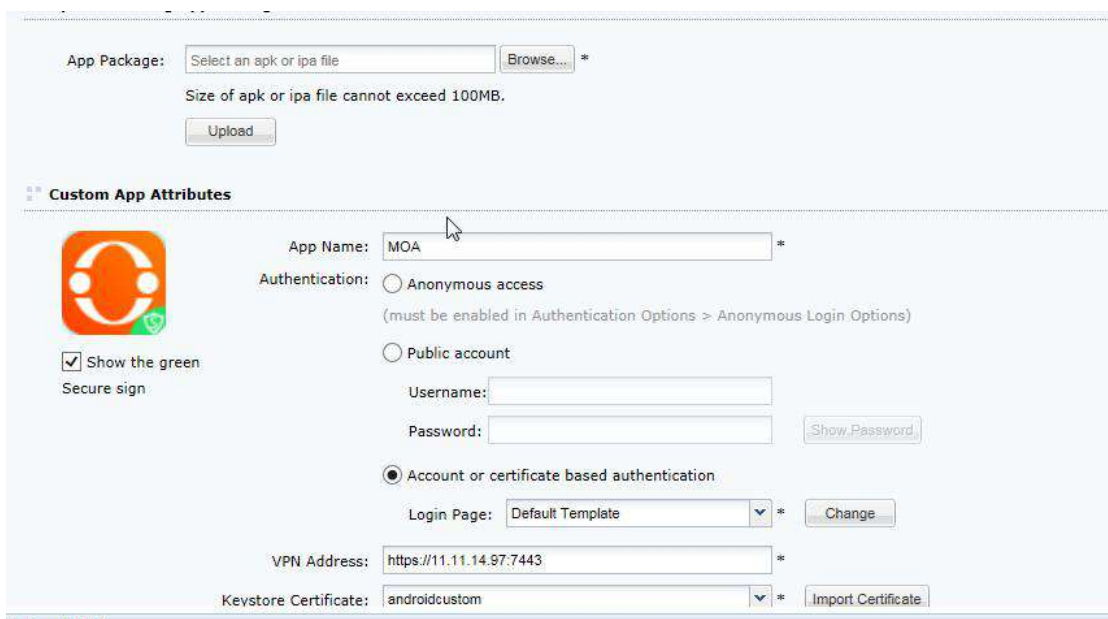 App Package: Select an apk or ipa file Browse... *
Size of apk or ipa file cannot exceed 100MB.
Upload
Custom App Attributes
App Name: MOA *
Authentication: Anonymous access
(must be enabled in Authentication Options > Anonymous Login Options)
Public account
Show the green
Secure sign
Username:
Password: Show Password
Account or certificate based authentication
Login Page: Default Template * Change
VPN Address: https://11.11.14.97:7443 *
Keystore Certificate: androidcustom * Import Certificate